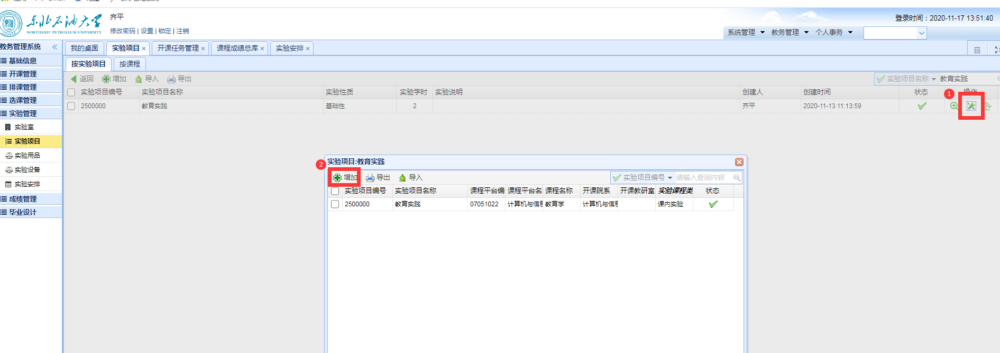 东北石油大学
NORTHEAST PETROLEUM UNIVERSITY
齐平
修改密码 | 设置 | 锁定 | 注销
登录时间：2020-11-17 13:51:40
系统管理 教务管理 个人事务
教务管理系统
我的桌面 实验项目 × 开课任务管理 × 课程成绩总库 × 实验安排 ×
基础信息
开课管理
排课管理
选课管理
实验管理
实验室
实验项目
实验用品
实验设备
实验安排
成绩管理
毕业设计
按实验项目 按课程
返回 增加 导入 导出 实验项目名称 教育实践
实验项目编号 实验项目名称 实验性质 实验学时 实验说明 创建人 创建时间 状态
2500000 教育实践 基础性 2 齐平 2020-11-13 11:13:59
1
2
实验项目:教育实践
增加 导出 导入 实验项目编号 请输入查询内容
实验项目编号 实验项目名称 课程平台编 课程平台名 课程名称 开课院系 开课教研室 实验课程类 状态
2500000 教育实践 07051022 计算机与信息 教育学 计算机与信息 课内实验